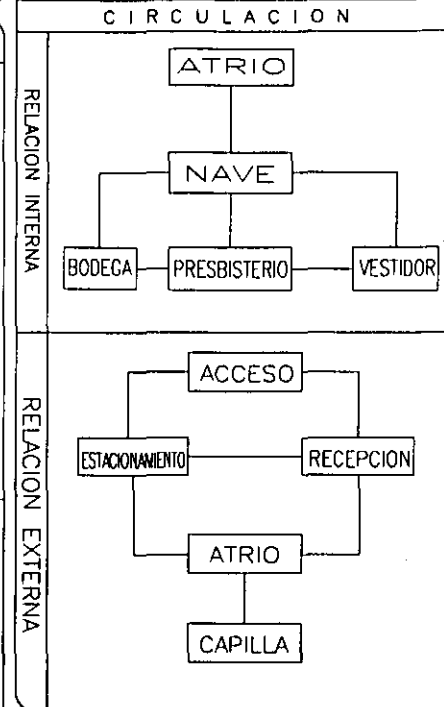 CIRCULACION
RELACION INTERNA
ATRIO
NAVE
BODEGA PRESBISTERIO VESTIDOR
RELACION EXTERNA
ACCESO
ESTACIONAMIENTO RECEPCION
ATRIO
CAPILLA